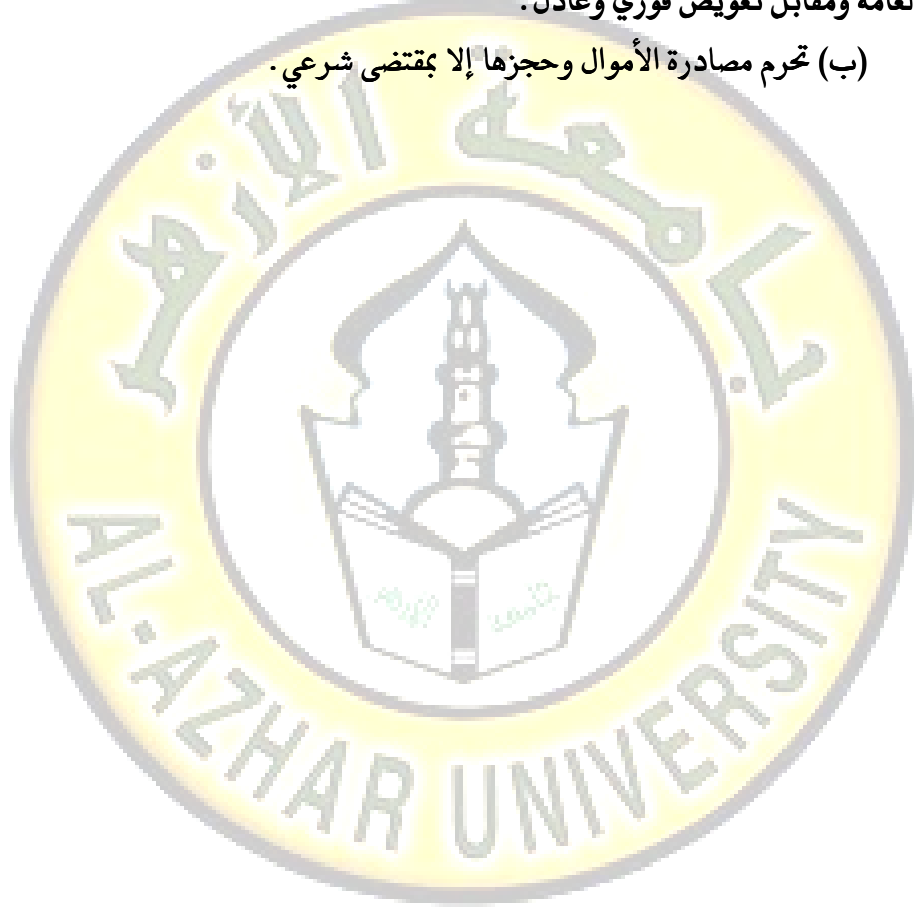 لعامة ومقابل تعويض فوري وعادل .
(ب) تحرم مصادرة الأموال وحجزها إلا بمقتضى شرعي .
جامعة الأزهر
AL-AZHAR UNIVERSITY